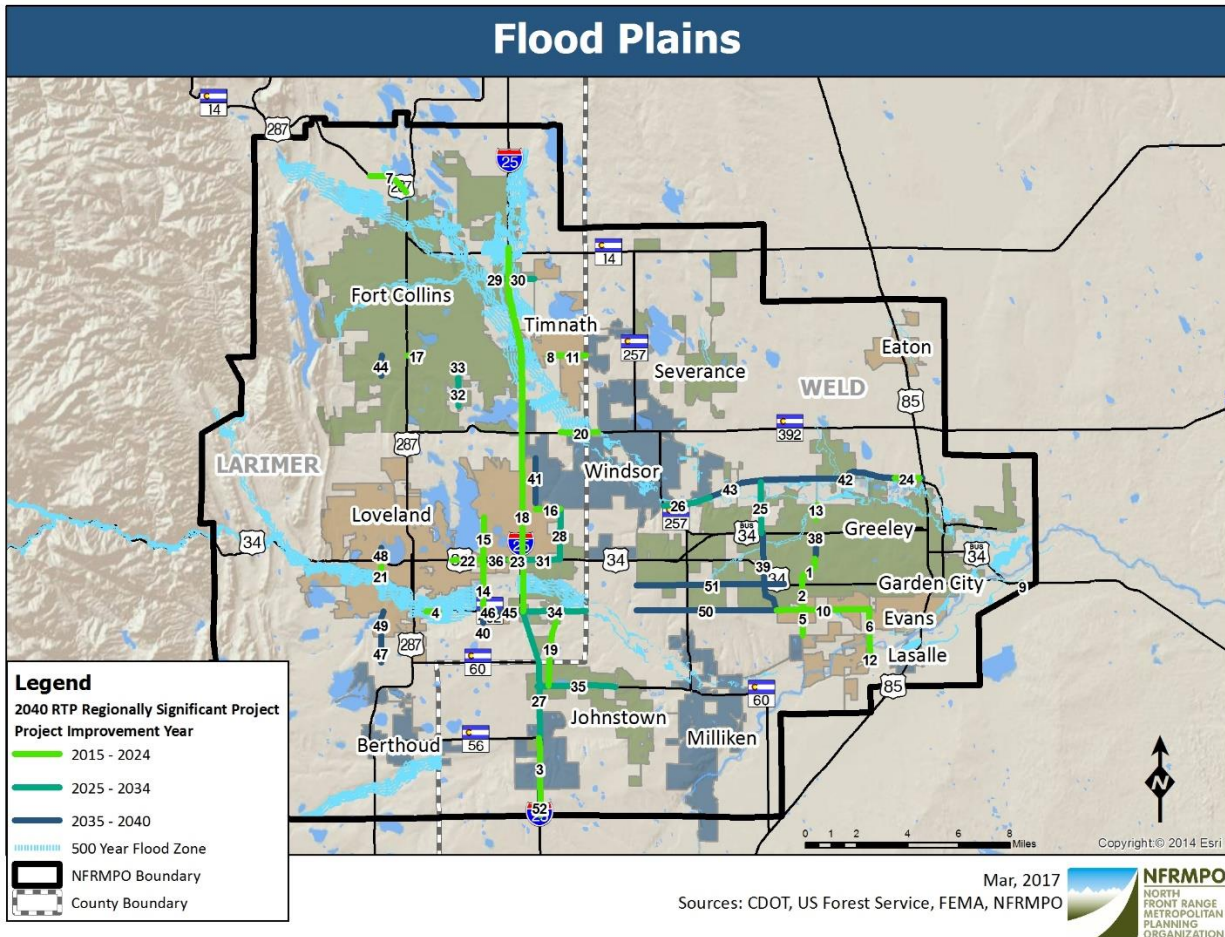 Flood Plains
14
287
25
7
287
14
29 30
Fort Collins
Timnath
257
Eaton
44
17
33
8 11
Severance
WELD
32
85
287
20
392
LARIMER
Windsor
41
43
42
24
26
25
257
Loveland
18
16
13
Greeley
15
28
BUS
34
38
34
48
25
BUS
34
22
36
23
31
34
39
34
21
51
1
Garden City
9
14
2
4
46
45
34
50
10
Evans
49
40
5
6
287
19
47
60
12
Lasalle
85
35
60
27
Johnstown
Berthoud
56
Milliken
3
52
Legend
2040 RTP Regionally Significant Project
Project Improvement Year
2015 - 2024
2025 - 2034
2035 - 2040
500 Year Flood Zone
NFRMPO Boundary
County Boundary
N
0 1 2 4 6 8
Miles
Copyright:© 2014 Esri
Mar, 2017
Sources: CDOT, US Forest Service, FEMA, NFRMPO
NFRMPO
NORTH
FRONT RANGE
METROPOLITAN
PLANNING
ORGANIZATION